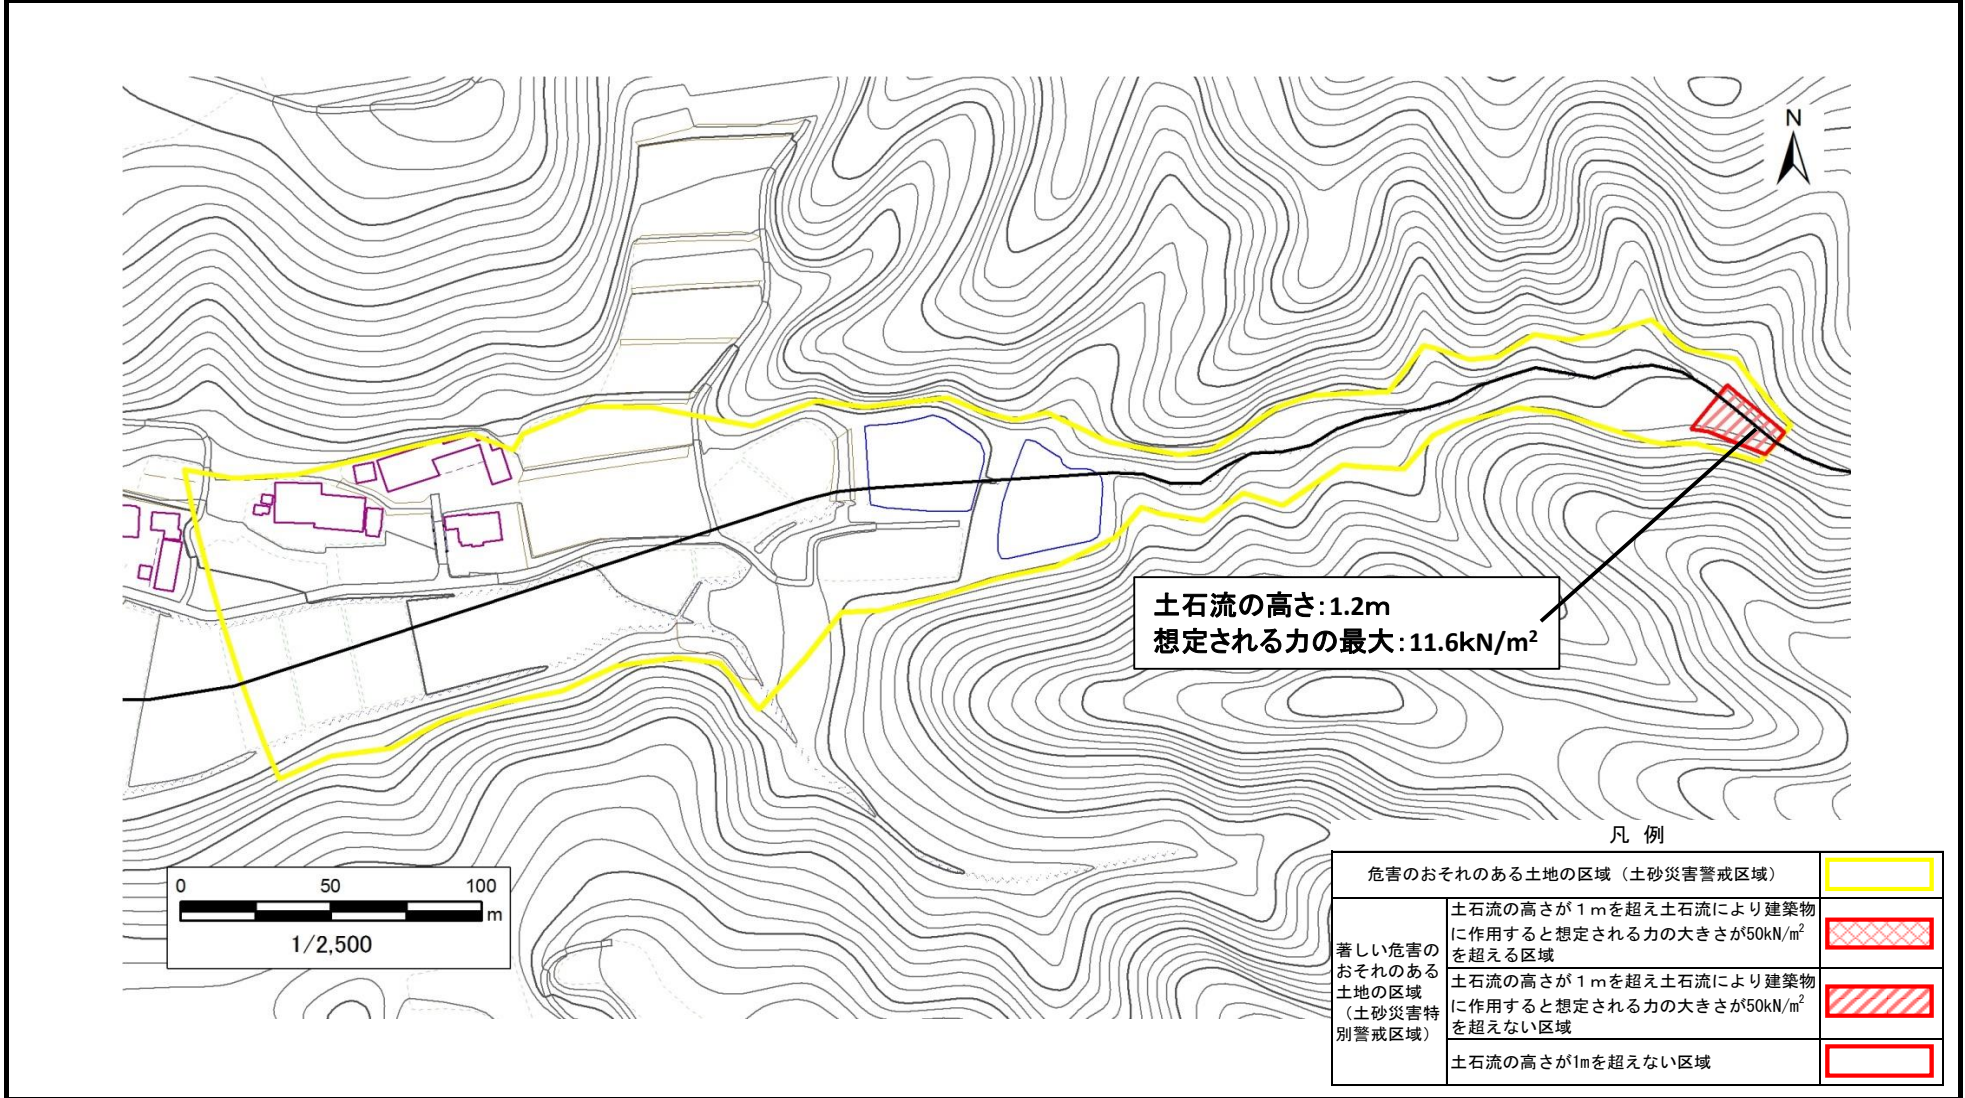 N
土石流の高さ：1.2m
想定される力の最大：11.6kN/m²
0 50 100
m
1/2,500
凡 例
危害のおそれのある土地の区域（土砂災害警戒区域）
著しい危害の
おそれのある
土地の区域
（土砂災害特
別警戒区域）
土石流の高さが１ｍを超え土石流により建築物
に作用すると想定される力の大きさが50kN/㎡
を超える区域
土石流の高さが１ｍを超え土石流により建築物
に作用すると想定される力の大きさが50kN/㎡
を超えない区域
土石流の高さが1mを超えない区域